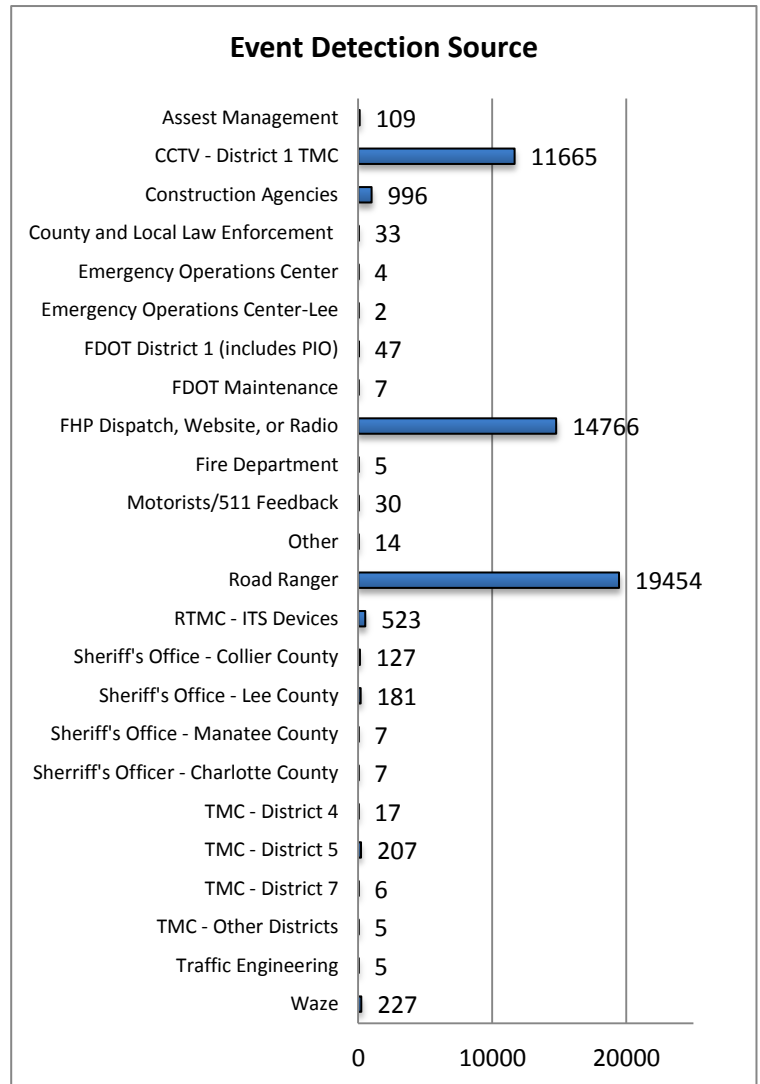 Event Detection Source
Assest Management 109
CCTV - District 1 TMC 11665
Construction Agencies 996
County and Local Law Enforcement 33
Emergency Operations Center 4
Emergency Operations Center-Lee 2
FDOT District 1 (includes PIO) 47
FDOT Maintenance 7
FHP Dispatch, Website, or Radio 14766
Fire Department 5
Motorists/511 Feedback 30
Other 14
Road Ranger 19454
RTMC - ITS Devices 523
Sheriff's Office - Collier County 127
Sheriff's Office - Lee County 181
Sheriff's Office - Manatee County 7
Sherriff's Officer - Charlotte County 7
TMC - District 4 17
TMC - District 5 207
TMC - District 7 6
TMC - Other Districts 5
Traffic Engineering 5
Waze 227
0 10000 20000